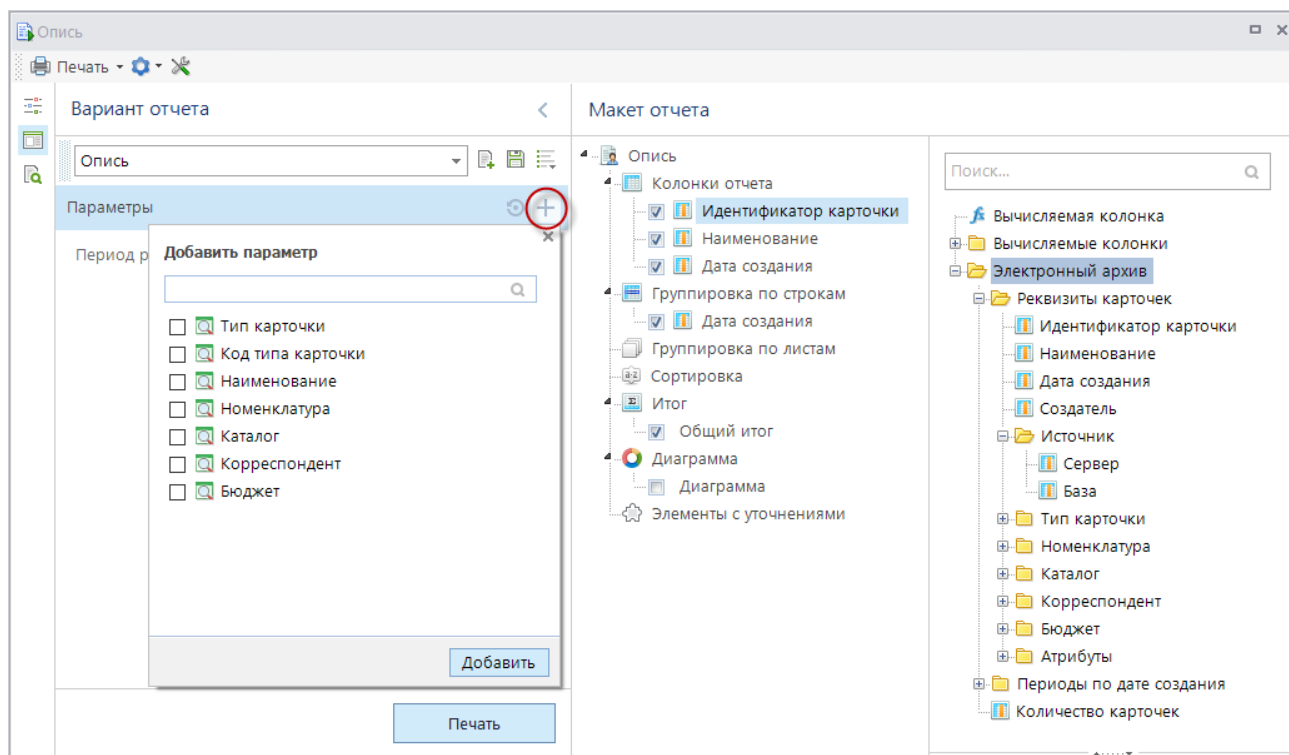 Опись
Печать
Вариант отчета
Опись
Параметры
Период р
Добавить параметр
Тип карточки
Код типа карточки
Наименование
Номенклатура
Каталог
Корреспондент
Бюджет
Добавить
Печать
Макет отчета
Опись
Колонки отчета
Идентификатор карточки
Наименование
Дата создания
Группировка по строкам
Дата создания
Группировка по листам
Сортировка
Итог
Общий итог
Диаграмма
Диаграмма
Элементы с уточнениями
Поиск...
Вычисляемая колонка
Вычисляемые колонки
Электронный архив
Реквизиты карточек
Идентификатор карточки
Наименование
Дата создания
Создатель
Источник
Сервер
База
Тип карточки
Номенклатура
Каталог
Корреспондент
Бюджет
Атрибуты
Периоды по дате создания
Количество карточек